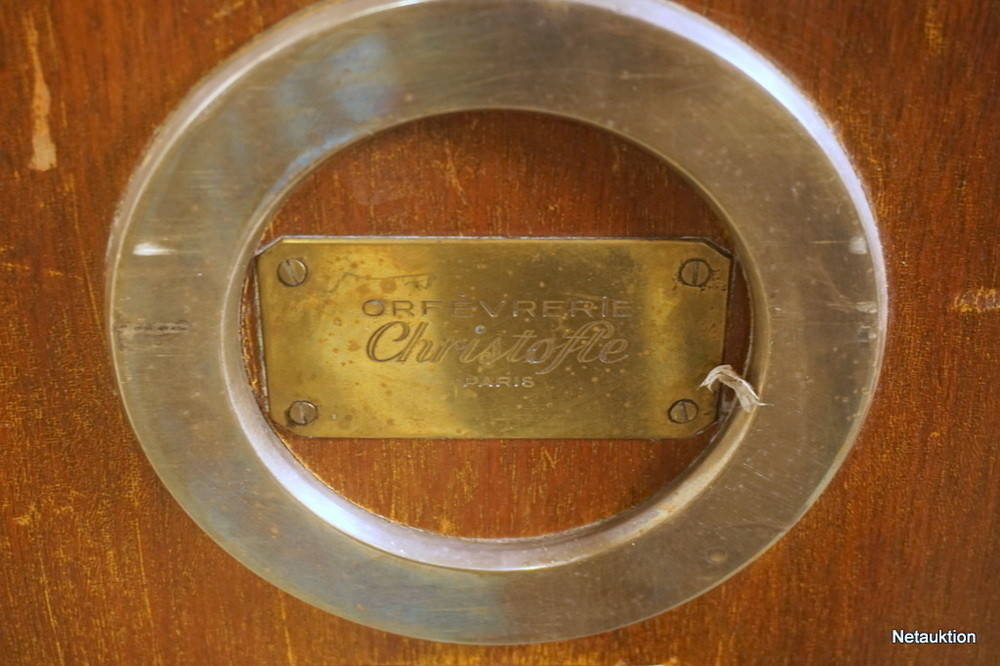 ORFÈVRERIE
Christofle
PARIS
Netauktion